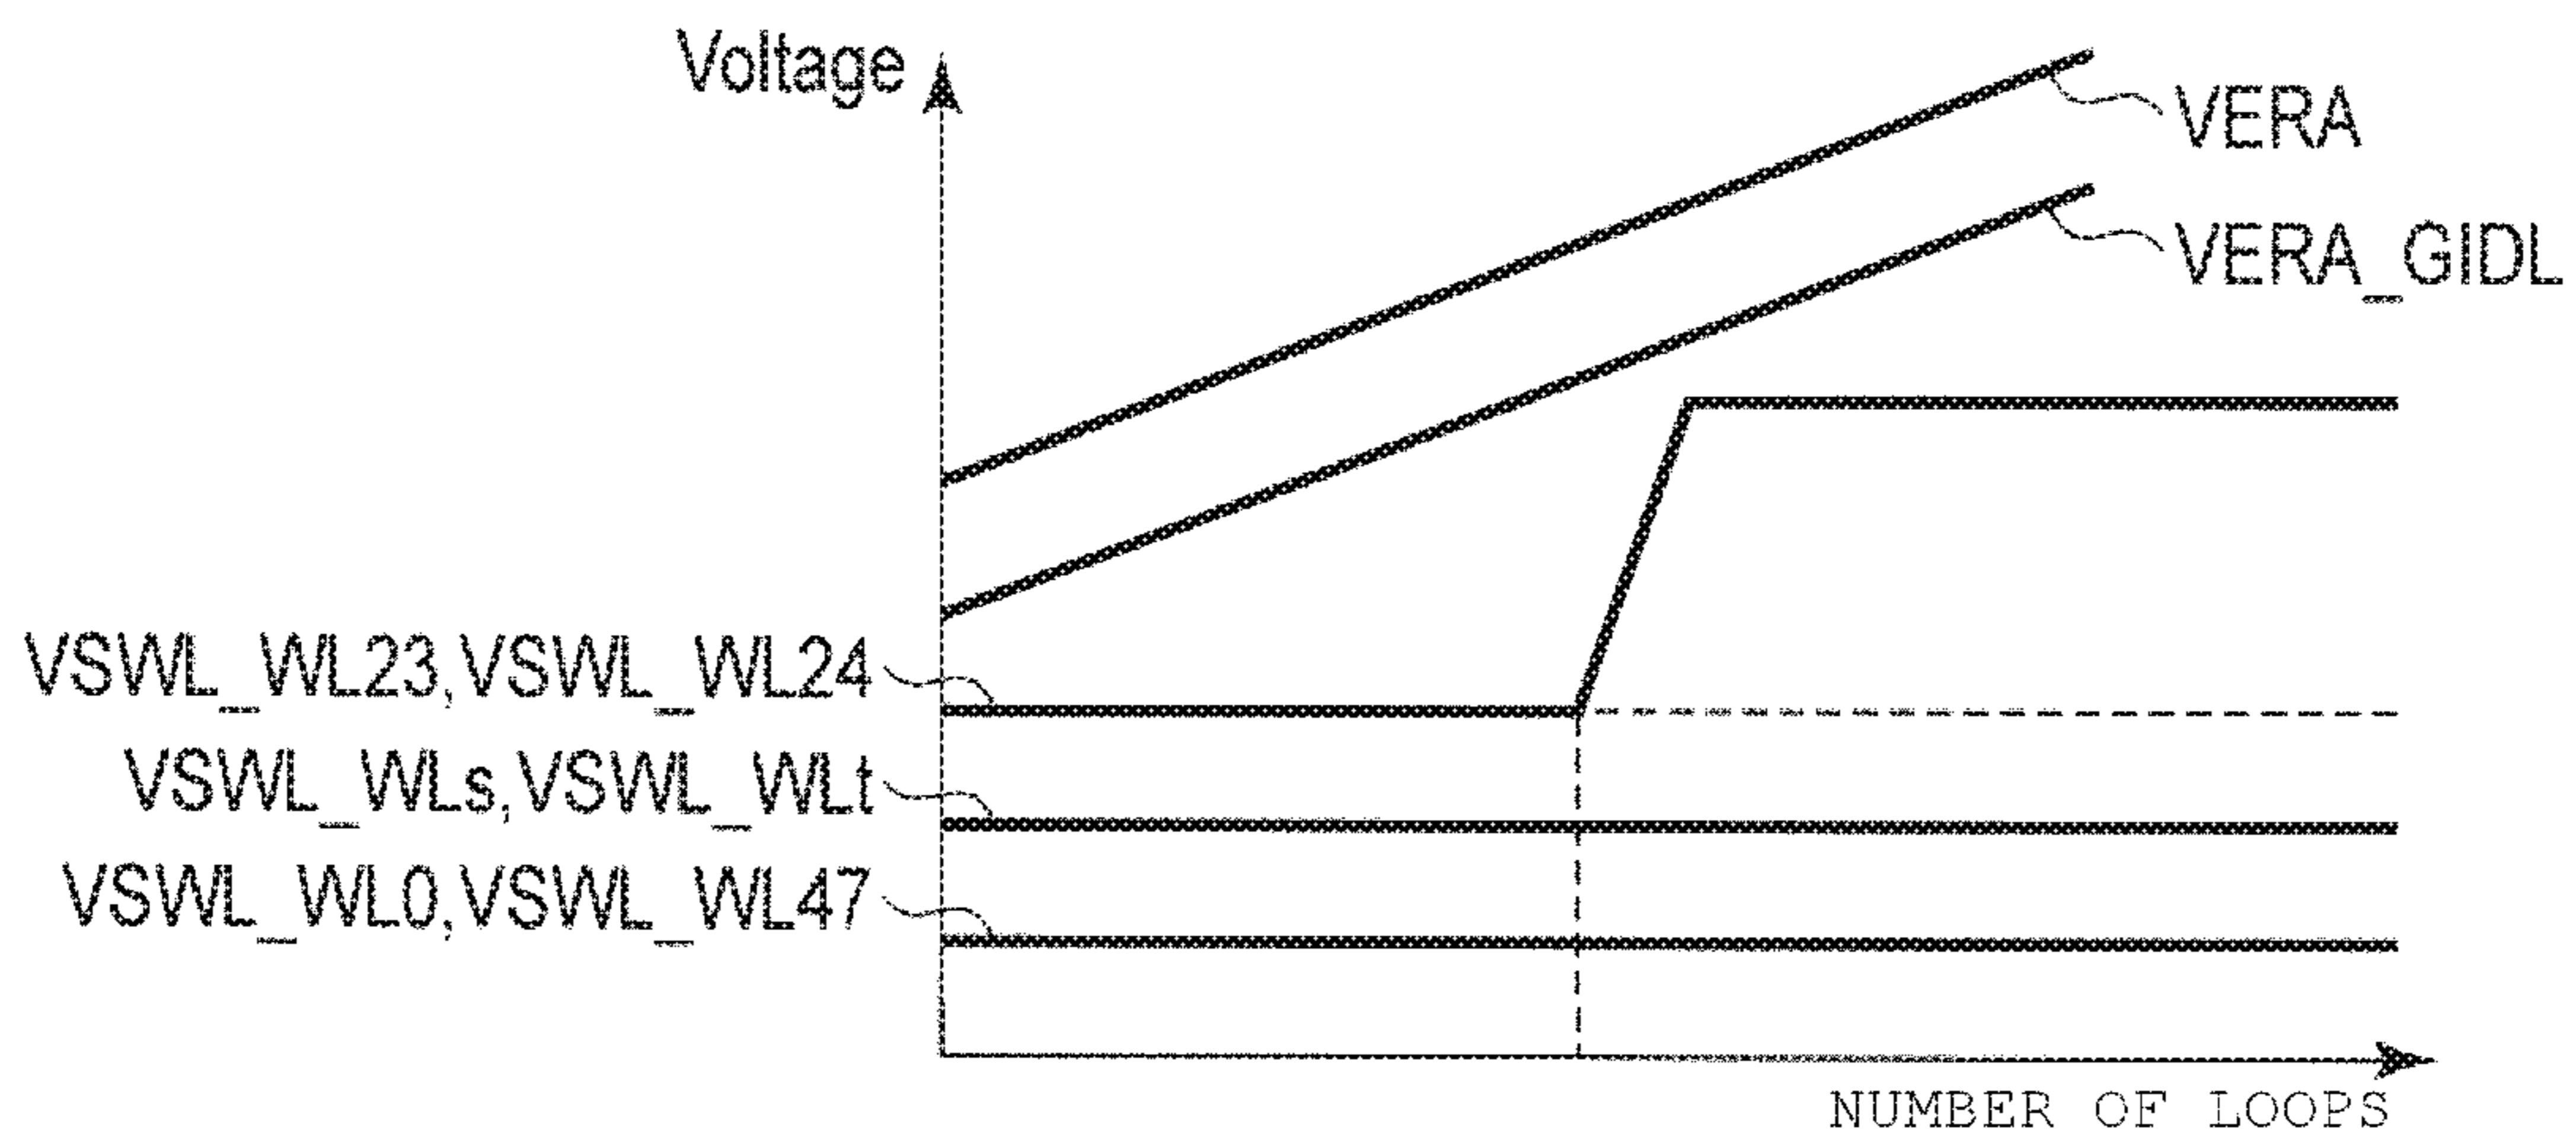 Voltage
VERA
VERA_GIDL
VSWL_WL23,VSWL_WL24
VSWL_WLs,VSWL_WLt
VSWL_WL0,VSWL_WL47
NUMBER OF LOOPS